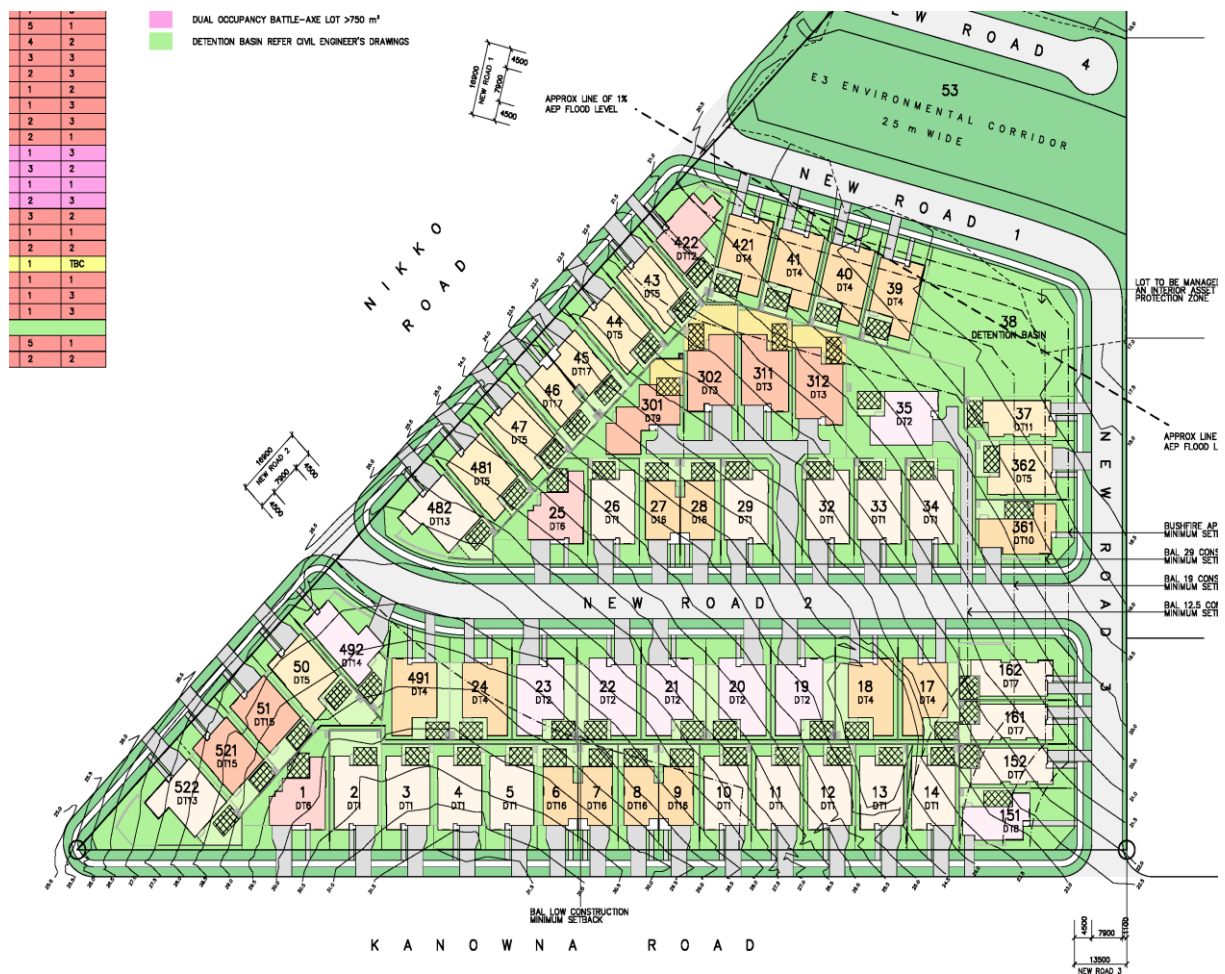 5 1
4 2
3 3
2 3
1 2
1 3
2 3
2 1
1 3
3 2
1 1
2 3
3 2
1 1
2 2
1 TBC
1 1
1 3
1 3
5 1
2 2
DUAL OCCUPANCY BATTLE-AXE LOT >750 m²
DETENTION BASIN REFER CIVIL ENGINEER'S DRAWINGS
16900
NEW ROAD 1
4500
7900
4500
APPROX LINE OF 1%
AEP FLOOD LEVEL
EW ROAD 4
53
E3 ENVIRONMENTAL CORRIDOR
25 m WIDE
NEW ROAD 1
NIKKO
ROAD
LOT TO BE MANAGED
AN INTERIOR ASSET
PROTECTION ZONE
38
DETENTION BASIN
422
DT12
421
DT4
41
DT4
40
DT4
39
DT4
43
DT5
44
DT5
45
DT17
46
DT17
47
DT5
481
DT5
482
DT13
301
DT9
302
DT3
311
DT3
312
DT3
35
DT2
37
DT11
362
DT5
361
DT10
APPROX LINE
AEP FLOOD L
16900
NEW ROAD 2
4500
7900
4500
25
DT6
26
DT1
27
DT16
28
DT16
29
DT1
32
DT1
33
DT1
34
DT1
BUSHFIRE AP
MINIMUM SET
BAL 29 CONS
MINIMUM SET
BAL 19 CONS
MINIMUM SET
BAL 12.5 CON
MINIMUM SET
NEW ROAD 2
NEW ROAD 3
492
DT14
50
DT5
51
DT15
521
DT15
522
DT13
491
DT4
24
DT4
23
DT2
22
DT2
21
DT2
20
DT2
19
DT2
18
DT4
17
DT4
162
DT7
161
DT7
152
DT7
151
DT8
1
DT6
2
DT1
3
DT1
4
DT1
5
DT1
6
DT16
7
DT16
8
DT16
9
DT16
10
DT1
11
DT1
12
DT1
13
DT1
14
DT1
BAL LOW CONSTRUCTION
MINIMUM SETBACK
KANOWNA ROAD
4500
7900
1100
13500
NEW ROAD 3